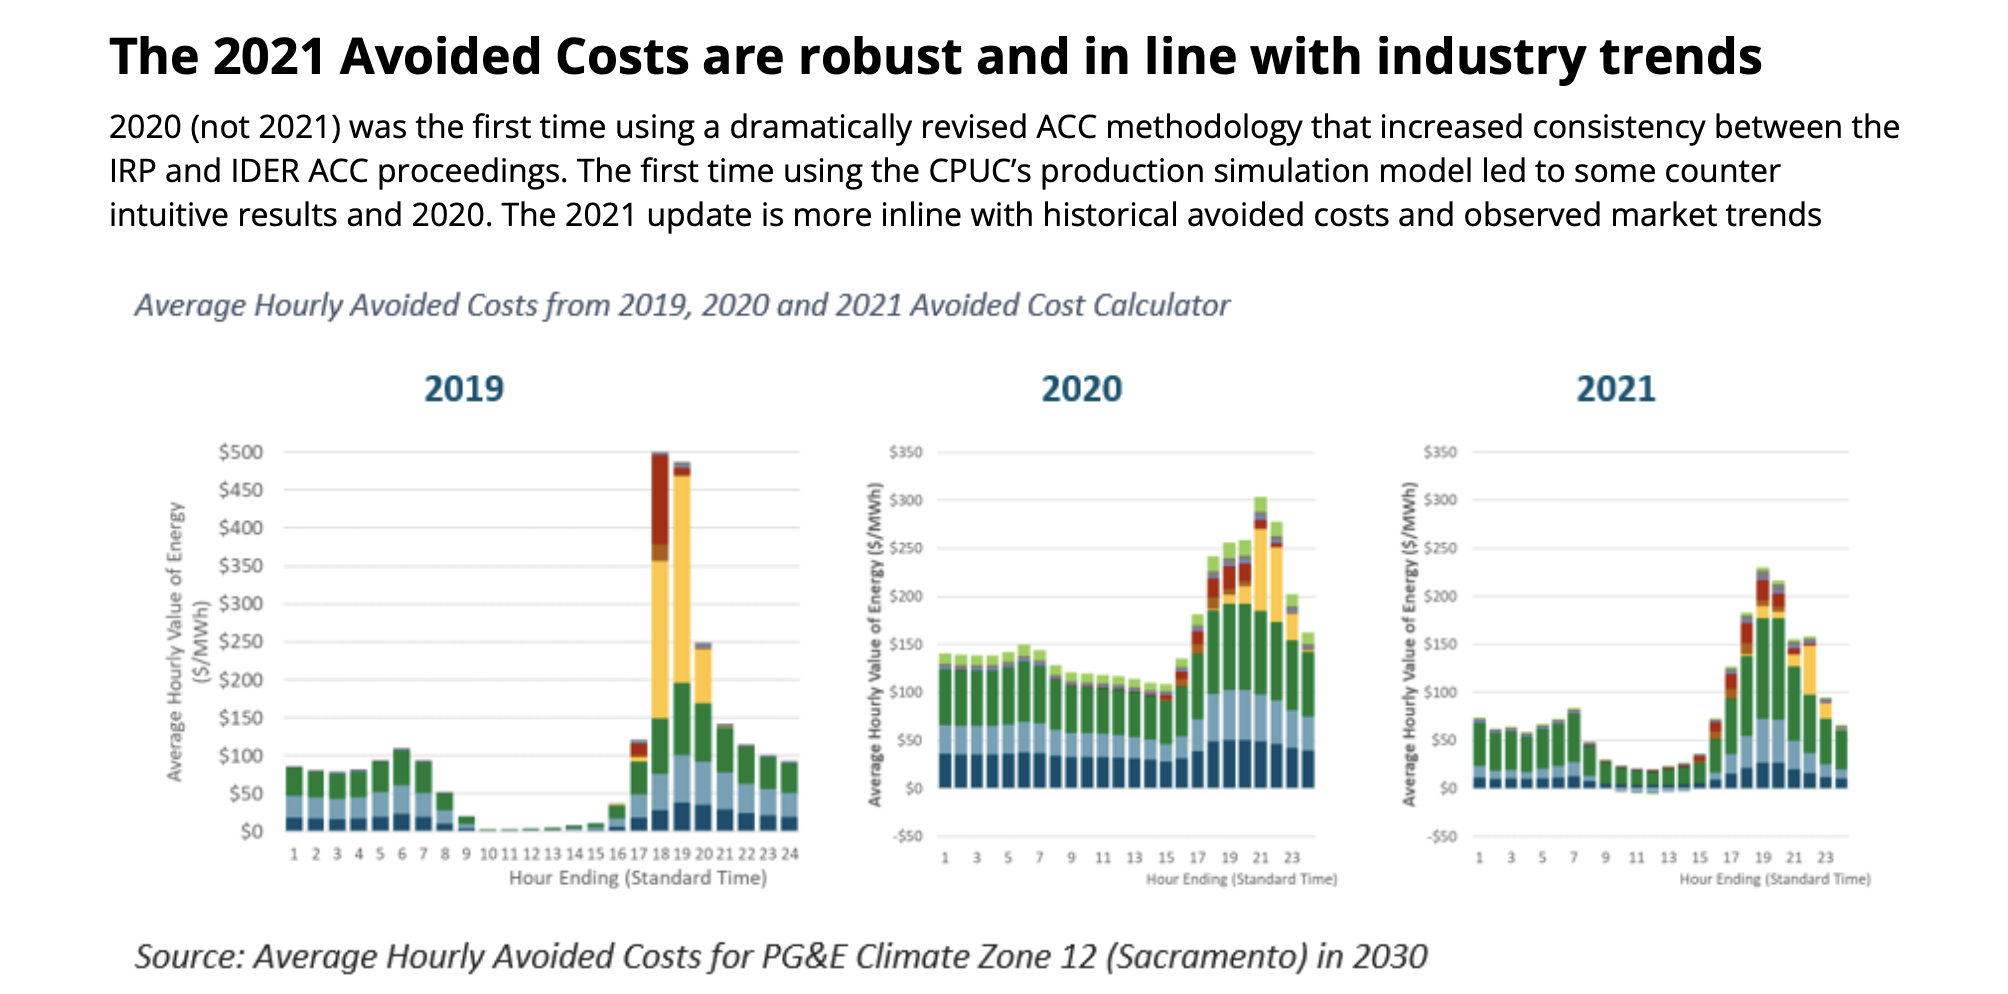 The 2021 Avoided Costs are robust and in line with industry trends
2020 (not 2021) was the first time using a dramatically revised ACC methodology that increased consistency between the
IRP and IDER ACC proceedings. The first time using the CPUC’s production simulation model led to some counter
intuitive results and 2020. The 2021 update is more inline with historical avoided costs and observed market trends
Average Hourly Avoided Costs from 2019, 2020 and 2021 Avoided Cost Calculator
2019
Average Hourly Value of Energy
($/MWh)
$500
$450
$400
$350
$300
$250
$200
$150
$100
$50
$0
1 2 3 4 5 6 7 8 9 10 11 12 13 14 15 16 17 18 19 20 21 22 23 24
Hour Ending (Standard Time)
2020
Average Hourly Value of Energy ($/MWh)
$350
$300
$250
$200
$150
$100
$50
$0
-$50
1 3 5 7 9 11 13 15 17 19 21 23
Hour Ending (Standard Time)
2021
Average Hourly Value of Energy ($/MWh)
$350
$300
$250
$200
$150
$100
$50
$0
-$50
1 3 5 7 9 11 13 15 17 19 21 23
Hour Ending (Standard Time)
Source: Average Hourly Avoided Costs for PG&E Climate Zone 12 (Sacramento) in 2030